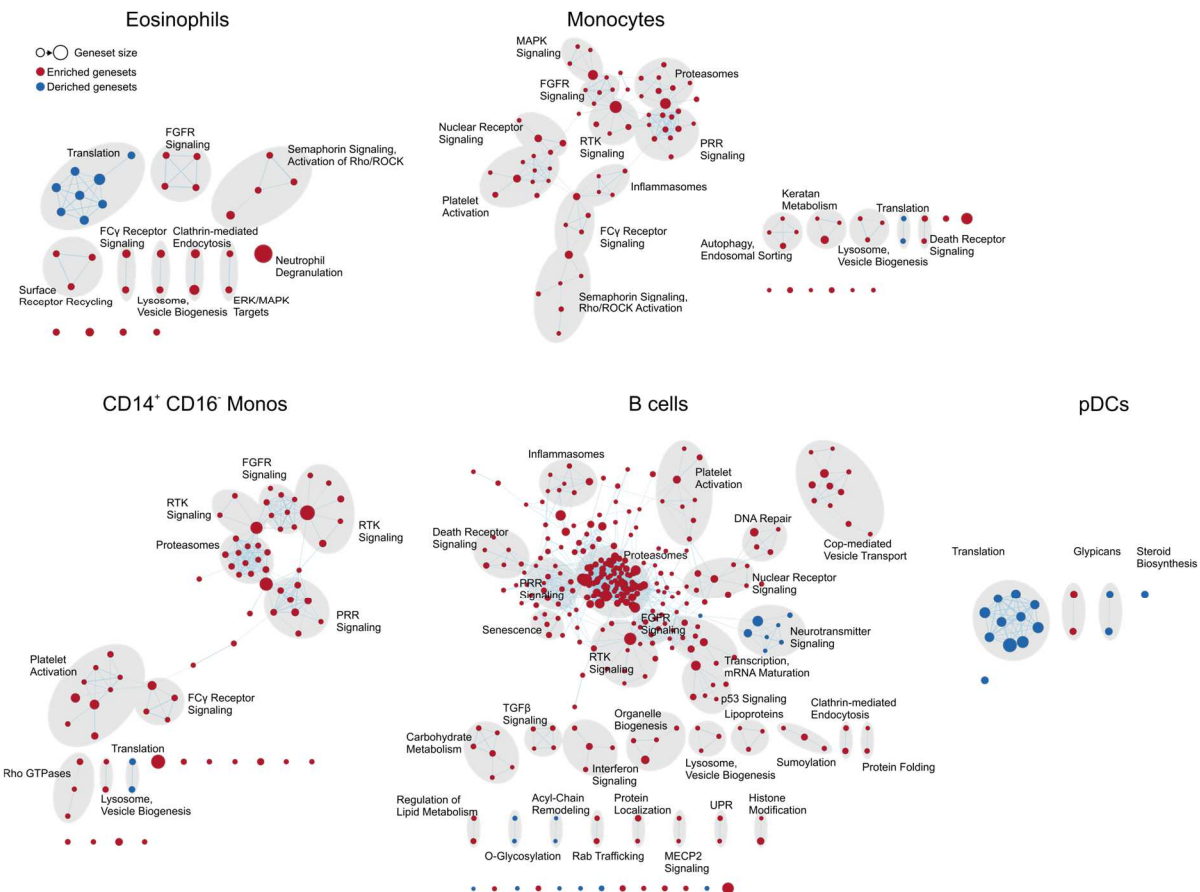 Eosinophils
Geneset size
Enriched genesets
Deriched genesets
Translation
FGFR
Signaling
Semaphorin Signaling,
Activation of Rho/ROCK
FCγ Receptor
Signaling
Clathrin-mediated
Endocytosis
Neutrophil
Degranulation
Surface
Receptor Recycling
Lysosome,
Vesicle Biogenesis
ERK/MAPK
Targets
Monocytes
MAPK
Signaling
FGFR
Signaling
Proteasomes
Nuclear Receptor
Signaling
RTK
Signaling
PRR
Signaling
Platelet
Activation
Inflammasomes
FCγ Receptor
Signaling
Semaphorin Signaling,
Rho/ROCK Activation
Keratan
Metabolism
Translation
Autophagy,
Endosomal Sorting
Lysosome,
Vesicle Biogenesis
Death Receptor
Signaling
CD14⁺ CD16⁻ Monos
FGFR
Signaling
RTK
Signaling
RTK
Signaling
Proteasomes
PRR
Signaling
Platelet
Activation
FCγ Receptor
Signaling
Translation
Rho GTPases
Lysosome,
Vesicle Biogenesis
B cells
Inflammasomes
Platelet
Activation
Death Receptor
Signaling
DNA Repair
Cop-mediated
Vesicle Transport
Proteasomes
PRR
Signaling
Nuclear Receptor
Signaling
Senescence
FGFR
Signaling
Neurotransmitter
Signaling
RTK
Signaling
Transcription,
mRNA Maturation
p53 Signaling
Carbohydrate
Metabolism
TGFβ
Signaling
Organelle
Biogenesis
Lipoproteins
Clathrin-mediated
Endocytosis
Interferon
Signaling
Lysosome,
Vesicle Biogenesis
Sumoylation
Protein Folding
Regulation of
Lipid Metabolism
Acyl-Chain
Remodeling
Protein
Localization
UPR
Histone
Modification
O-Glycosylation
Rab Trafficking
MECP2
Signaling
pDCs
Translation
Glypicans
Steroid
Biosynthesis